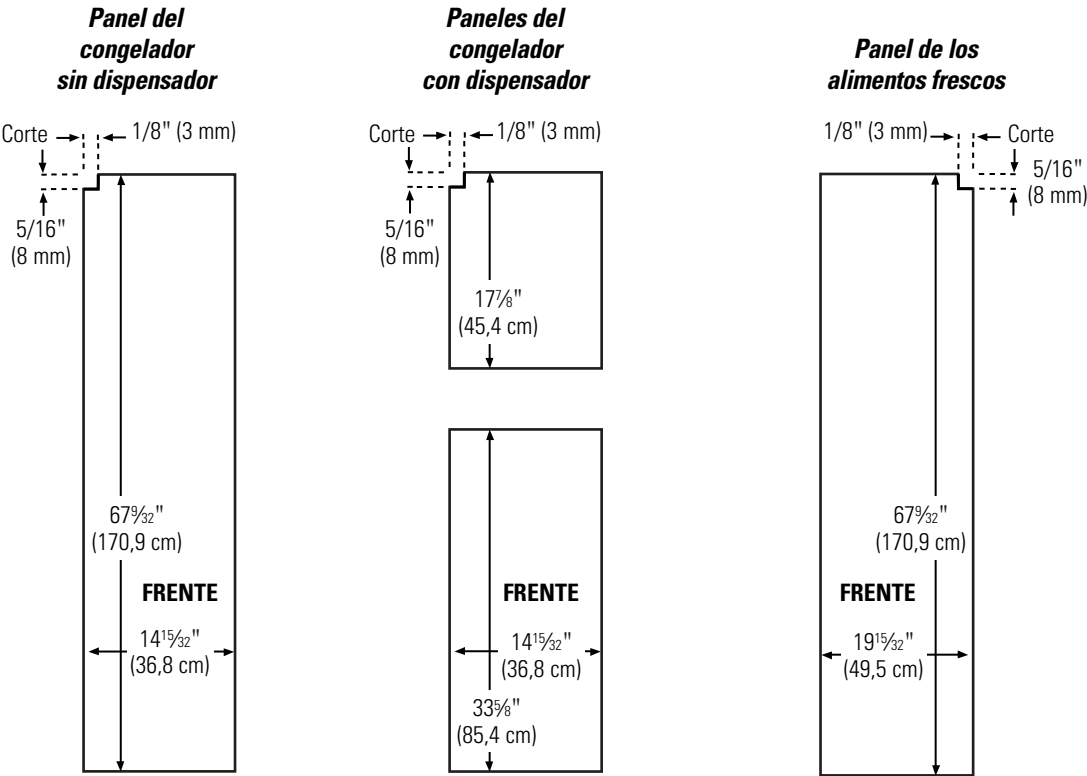 Panel del
congelador
sin dispensador
Corte
1/8" (3 mm)
5/16"
(8 mm)
67 9/32"
(170,9 cm)
FRENTE
14 15/32"
(36,8 cm)
Paneles del
congelador
con dispensador
Corte
1/8" (3 mm)
5/16"
(8 mm)
17 7/8"
(45,4 cm)
FRENTE
14 15/32"
(36,8 cm)
33 5/8"
(85,4 cm)
Panel de los
alimentos frescos
1/8" (3 mm)
Corte
5/16"
(8 mm)
67 9/32"
(170,9 cm)
FRENTE
19 15/32"
(49,5 cm)